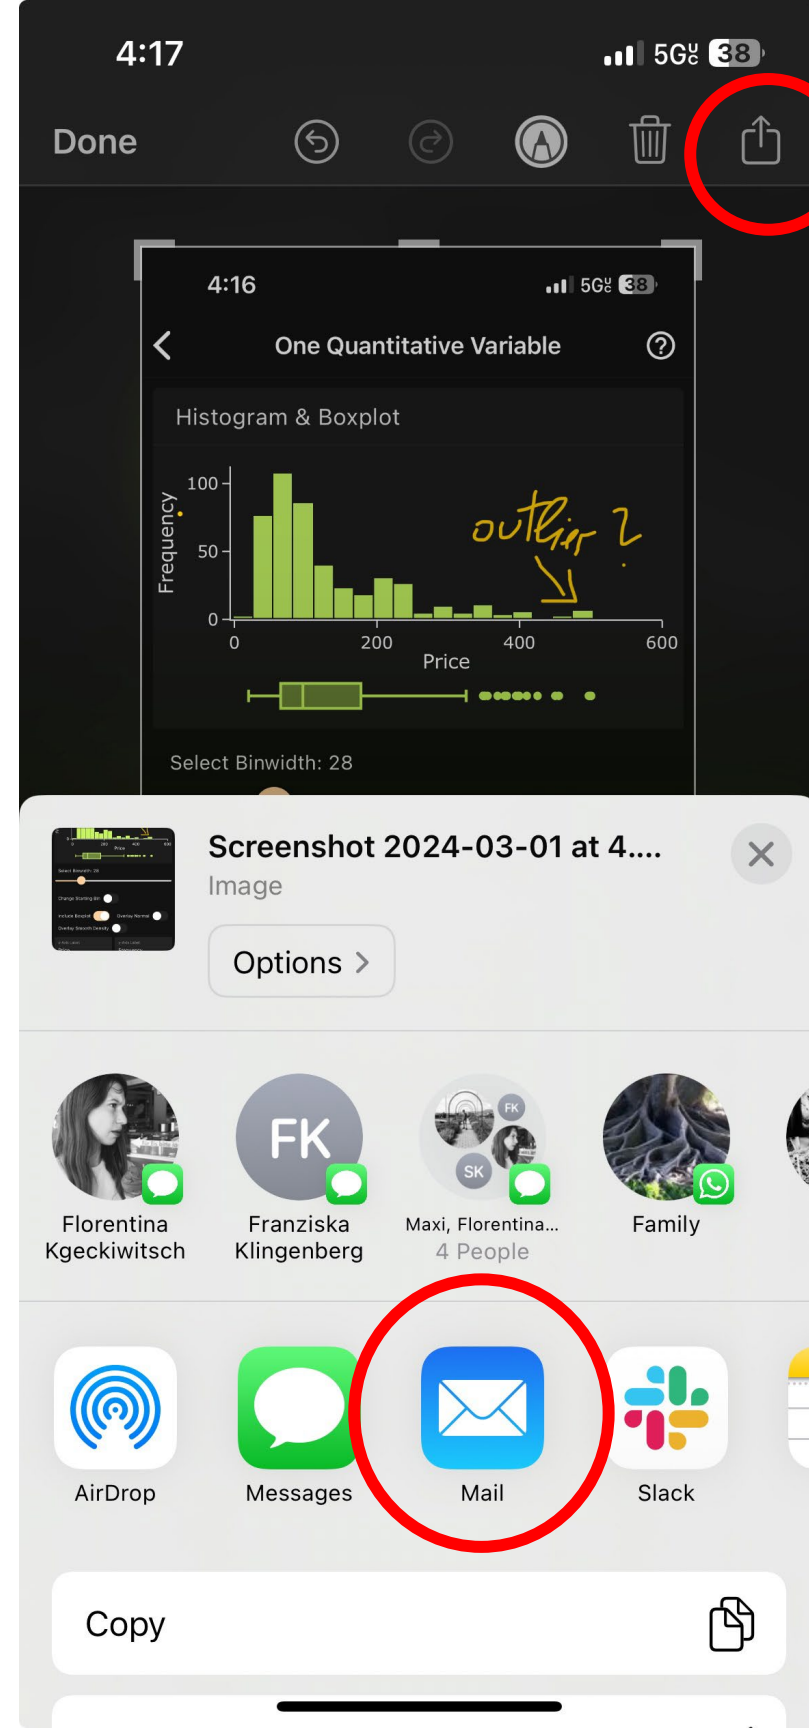 4:17
5G UC 38
Done
4:16
5G UC 38
One Quantitative Variable
Histogram & Boxplot
100
50
0
Frequency
outlier?
0 200 400 600
Price
Select Binwidth: 28
Screenshot 2024-03-01 at 4....
Image
Options
FK
FK
SK
Florentina Kgeckiwitsch
Franziska Klingenberg
Maxi, Florentina...
4 People
Family
AirDrop
Messages
Mail
Slack
Copy